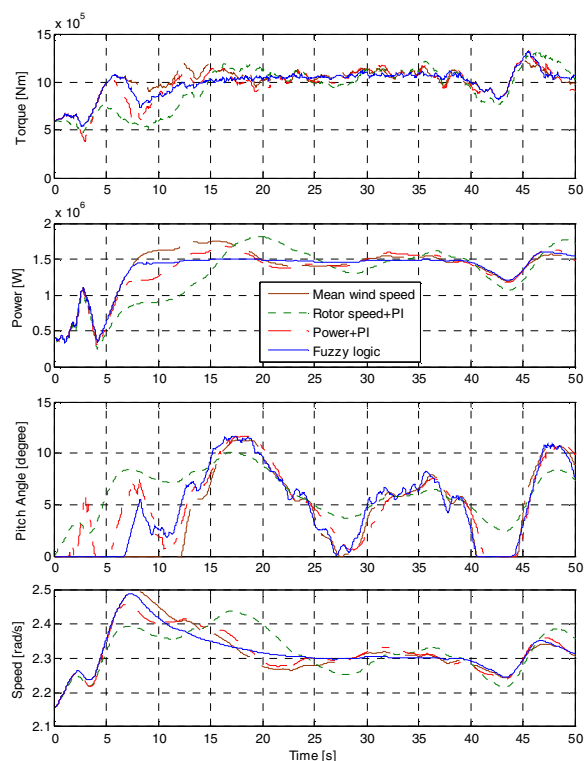 x 10^5
15
10
5
0
Torque [Nm]
0 5 10 15 20 25 30 35 40 45 50
x 10^6
2
1.5
1
0.5
0
Power [W]
Mean wind speed
Rotor speed+PI
Power+PI
Fuzzy logic
0 5 10 15 20 25 30 35 40 45 50
15
10
5
0
Pitch Angle [degree]
0 5 10 15 20 25 30 35 40 45 50
2.5
2.4
2.3
2.2
2.1
Speed [rad/s]
0 5 10 15 20 25 30 35 40 45 50
Time [s]